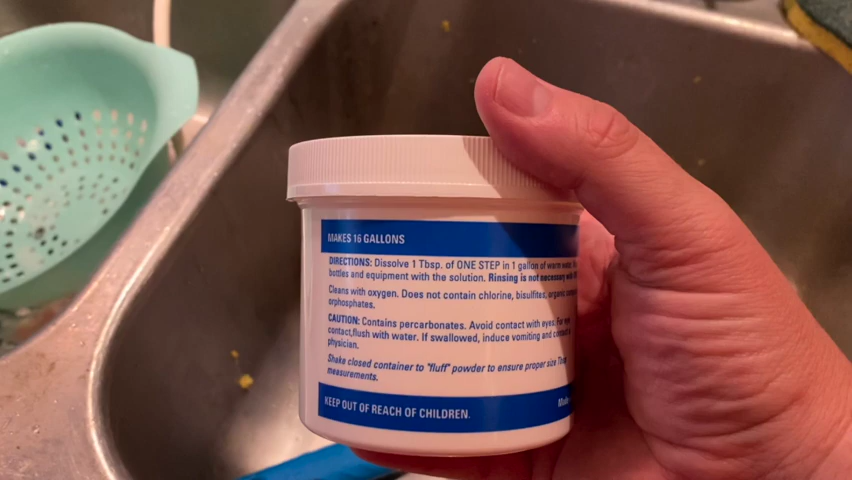 MAKES 16 GALLONS
DIRECTIONS: Dissolve 1 Tbsp. of ONE STEP in 1 gallon of warm water.
bottles and equipment with the solution. Rinsing is not necessary with
Cleans with oxygen. Does not contain chlorine, bisulfites, organic
orphosphates.
CAUTION: Contains percarbonates. Avoid contact with eyes. For eye
contact,flush with water. If swallowed, induce vomiting and contact a
physician.
Shake closed container to "fluff" powder to ensure proper size Tbsp
measurements.
KEEP OUT OF REACH OF CHILDREN.